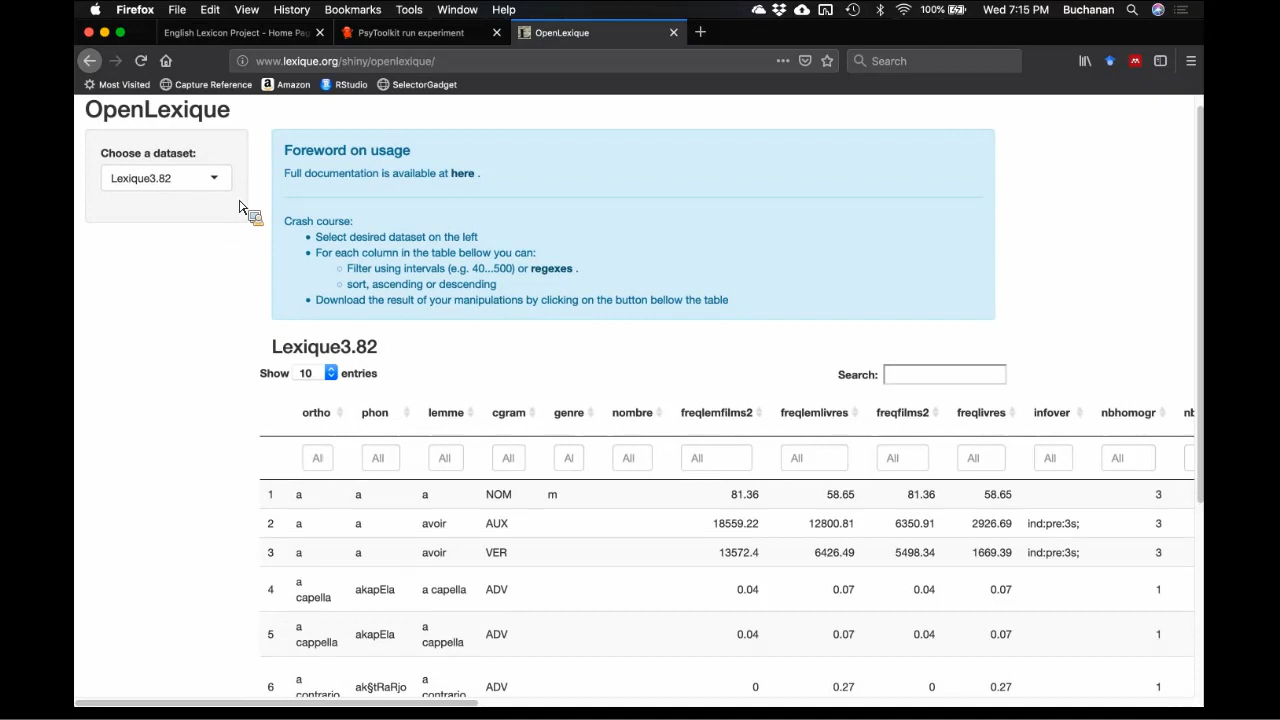 Firefox File Edit View History Bookmarks Tools Window Help 100% Wed 7:15 PM Buchanan
English Lexicon Project - Home Pag PsyToolkit run experiment OpenLexique
www.lexique.org/shiny/openlexique/ Search
Most Visited Capture Reference Amazon RStudio SelectorGadget
OpenLexique
Choose a dataset:
Lexique3.82
Foreword on usage
Full documentation is available at here .
Crash course:
Select desired dataset on the left
For each column in the table bellow you can:
Filter using intervals (e.g. 40...500) or regexes .
sort, ascending or descending
Download the result of your manipulations by clicking on the button bellow the table
Lexique3.82
Show 10 entries Search:
ortho phon lemme cgram genre nombre freqlemfilms2 freqlemlivres freqfilms2 freqlivres infover nbhomogr
All All All All All All All All All All All All
1 a a a NOM m 81.36 58.65 81.36 58.65 3
2 a a avoir AUX 18559.22 12800.81 6350.91 2926.69 ind:pre:3s; 3
3 a a avoir VER 13572.4 6426.49 5498.34 1669.39 ind:pre:3s; 3
4 a capella akapEla a capella ADV 0.04 0.07 0.04 0.07 1
5 a cappella akapEla a cappella ADV 0.04 0.07 0.04 0.07 1
6 a contrario ak§tRaRjo a contrario ADV 0 0.27 0 0.27 1